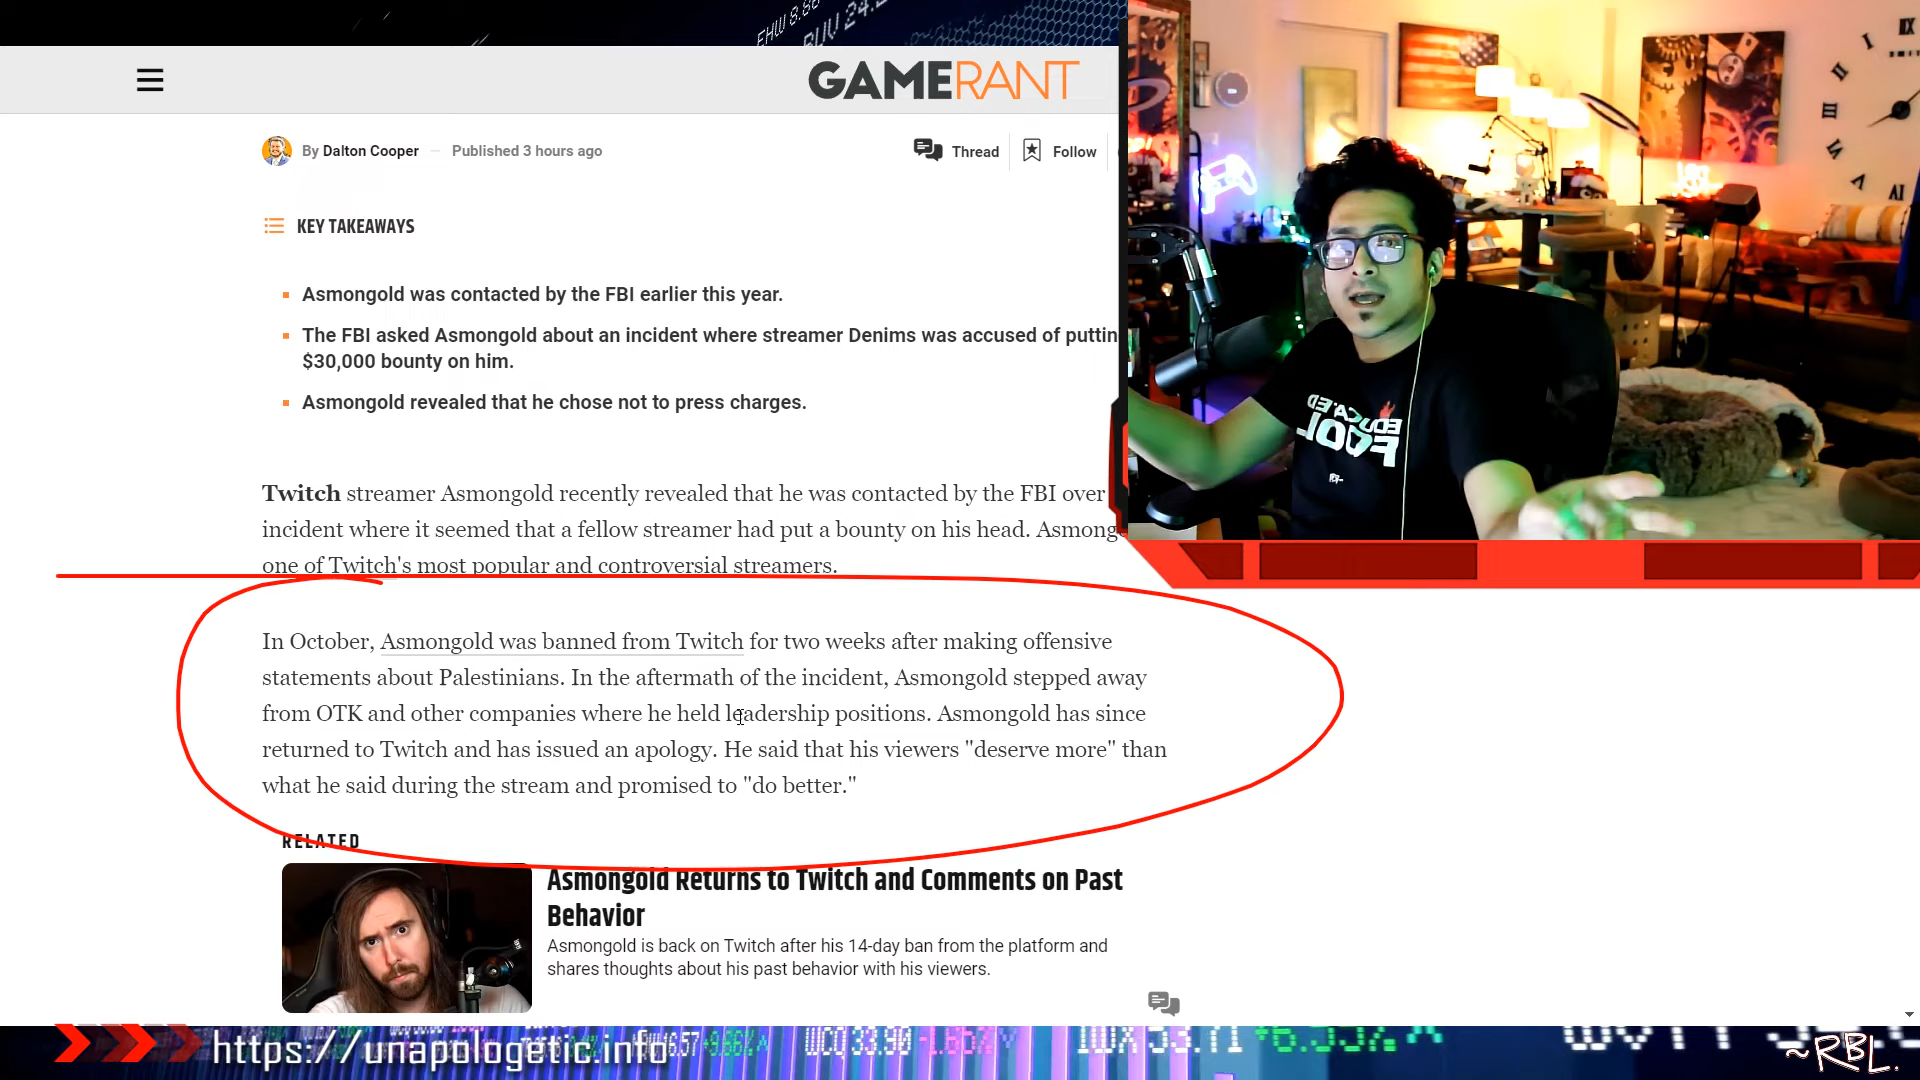 GAMERANT
By Dalton Cooper — Published 3 hours ago
Thread
Follow
KEY TAKEAWAYS
Asmongold was contacted by the FBI earlier this year.
The FBI asked Asmongold about an incident where streamer Denims was accused of puttin
$30,000 bounty on him.
Asmongold revealed that he chose not to press charges.
Twitch streamer Asmongold recently revealed that he was contacted by the FBI over
incident where it seemed that a fellow streamer had put a bounty on his head. Asmong
one of Twitch's most popular and controversial streamers.
In October, Asmongold was banned from Twitch for two weeks after making offensive
statements about Palestinians. In the aftermath of the incident, Asmongold stepped away
from OTK and other companies where he held leadership positions. Asmongold has since
returned to Twitch and has issued an apology. He said that his viewers "deserve more" than
what he said during the stream and promised to "do better."
RELATED
Asmongold Returns to Twitch and Comments on Past
Behavior
Asmongold is back on Twitch after his 14-day ban from the platform and
shares thoughts about his past behavior with his viewers.
EDUCATED
FOOL
https://unapologetic.info
~RBL.